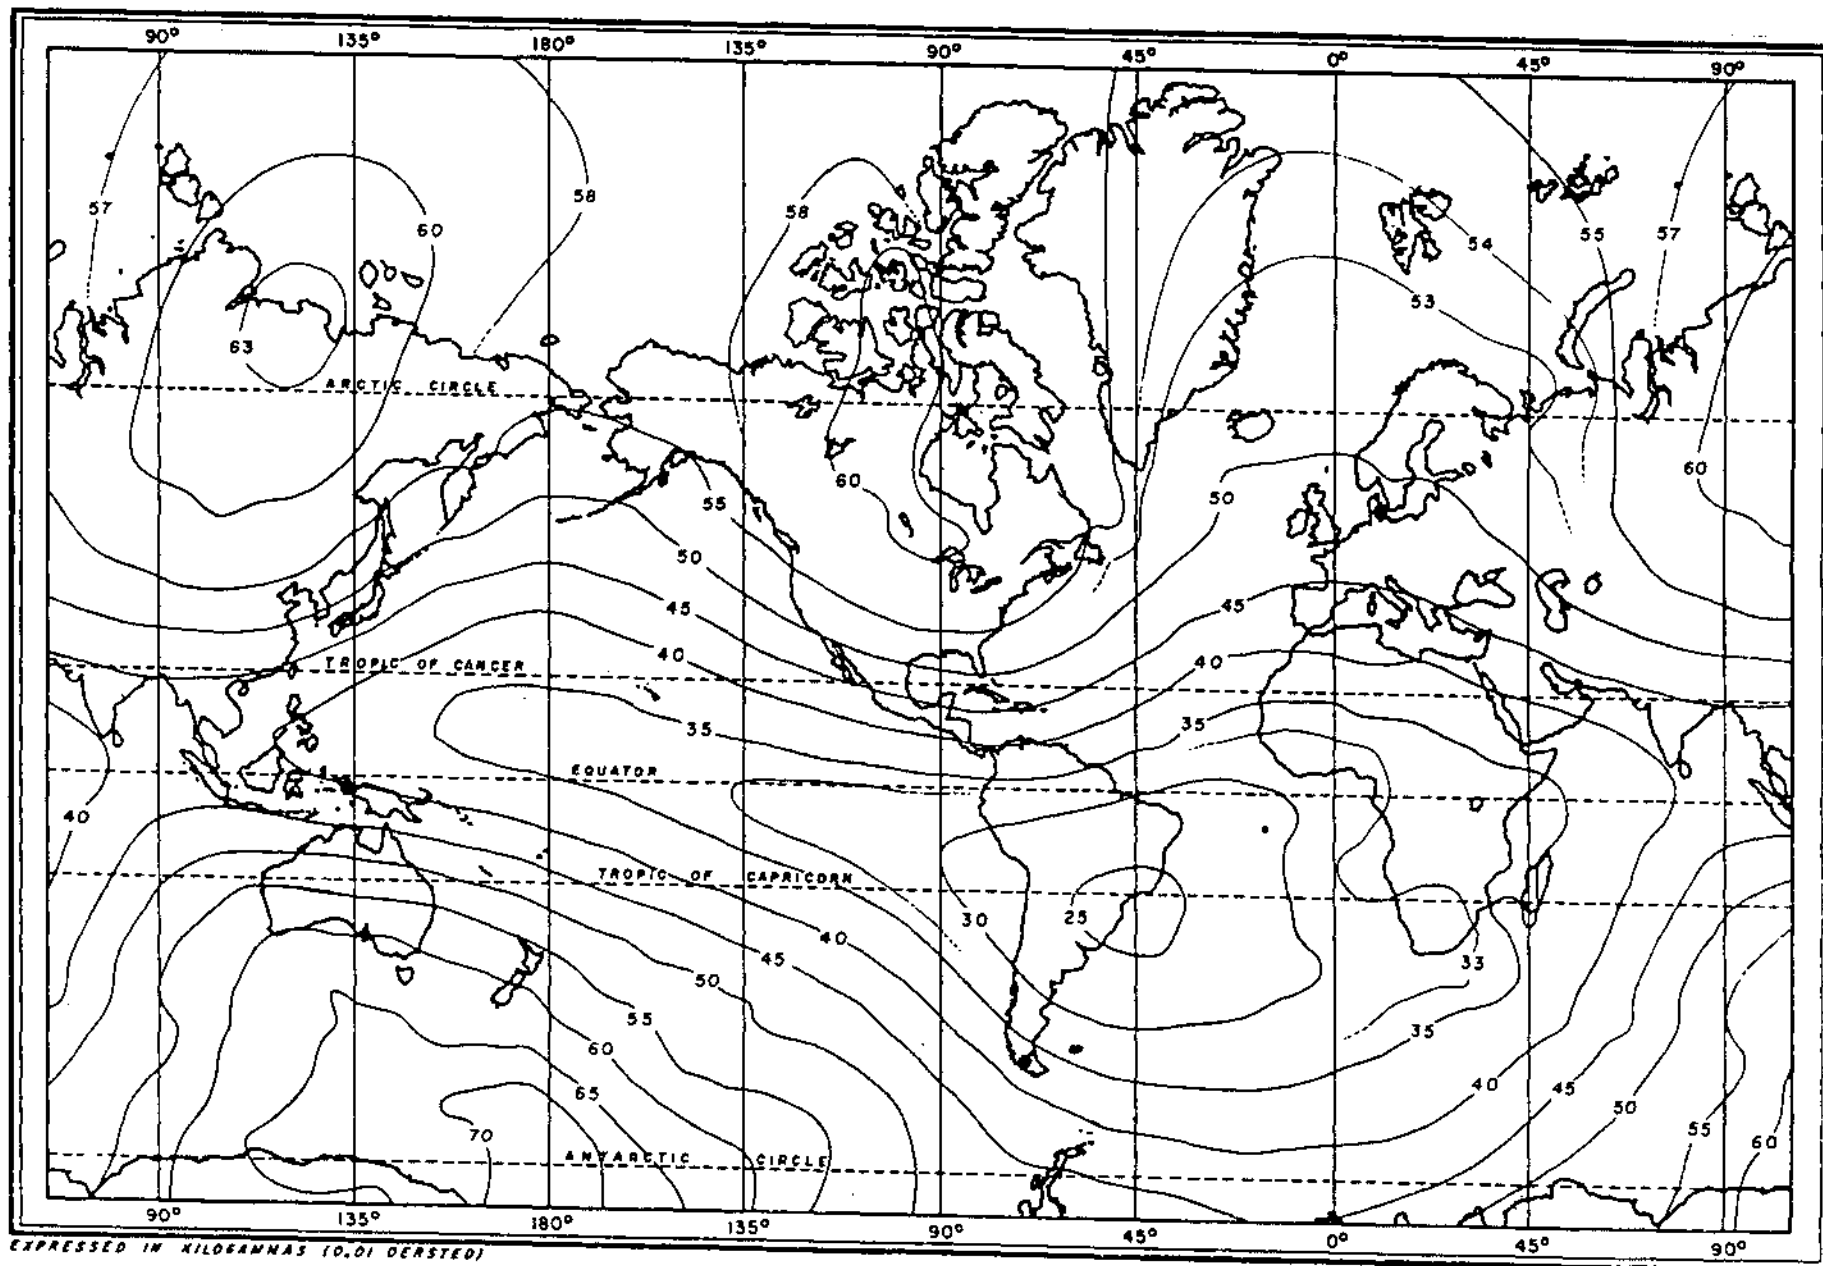 90° 135° 180° 135° 90° 45° 0° 45° 90°
57 58 58 55 57
60 54
53
63
ARCTIC CIRCLE
60 55 50 60
50
45 45
40 40
TROPIC OF CANCER
35 35
EQUATOR
40
TROPIC OF CAPRICORN
30 25
40
45 33
50
55 35
60
65 40 45 50
70 55 60
ANTARCTIC CIRCLE
90° 135° 180° 135° 90° 45° 0° 45° 90°
EXPRESSED IN KILOGAMMAS (0.01 OERSTED)